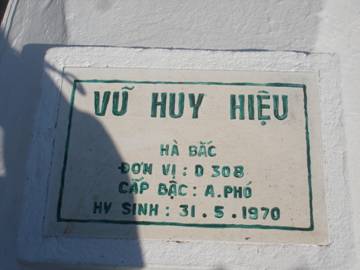 VŨ HUY HIỆU
HÀ BẮC
ĐƠN VỊ : D 308
CẤP BẬC : A.PHÓ
HY SINH : 31.5.1970